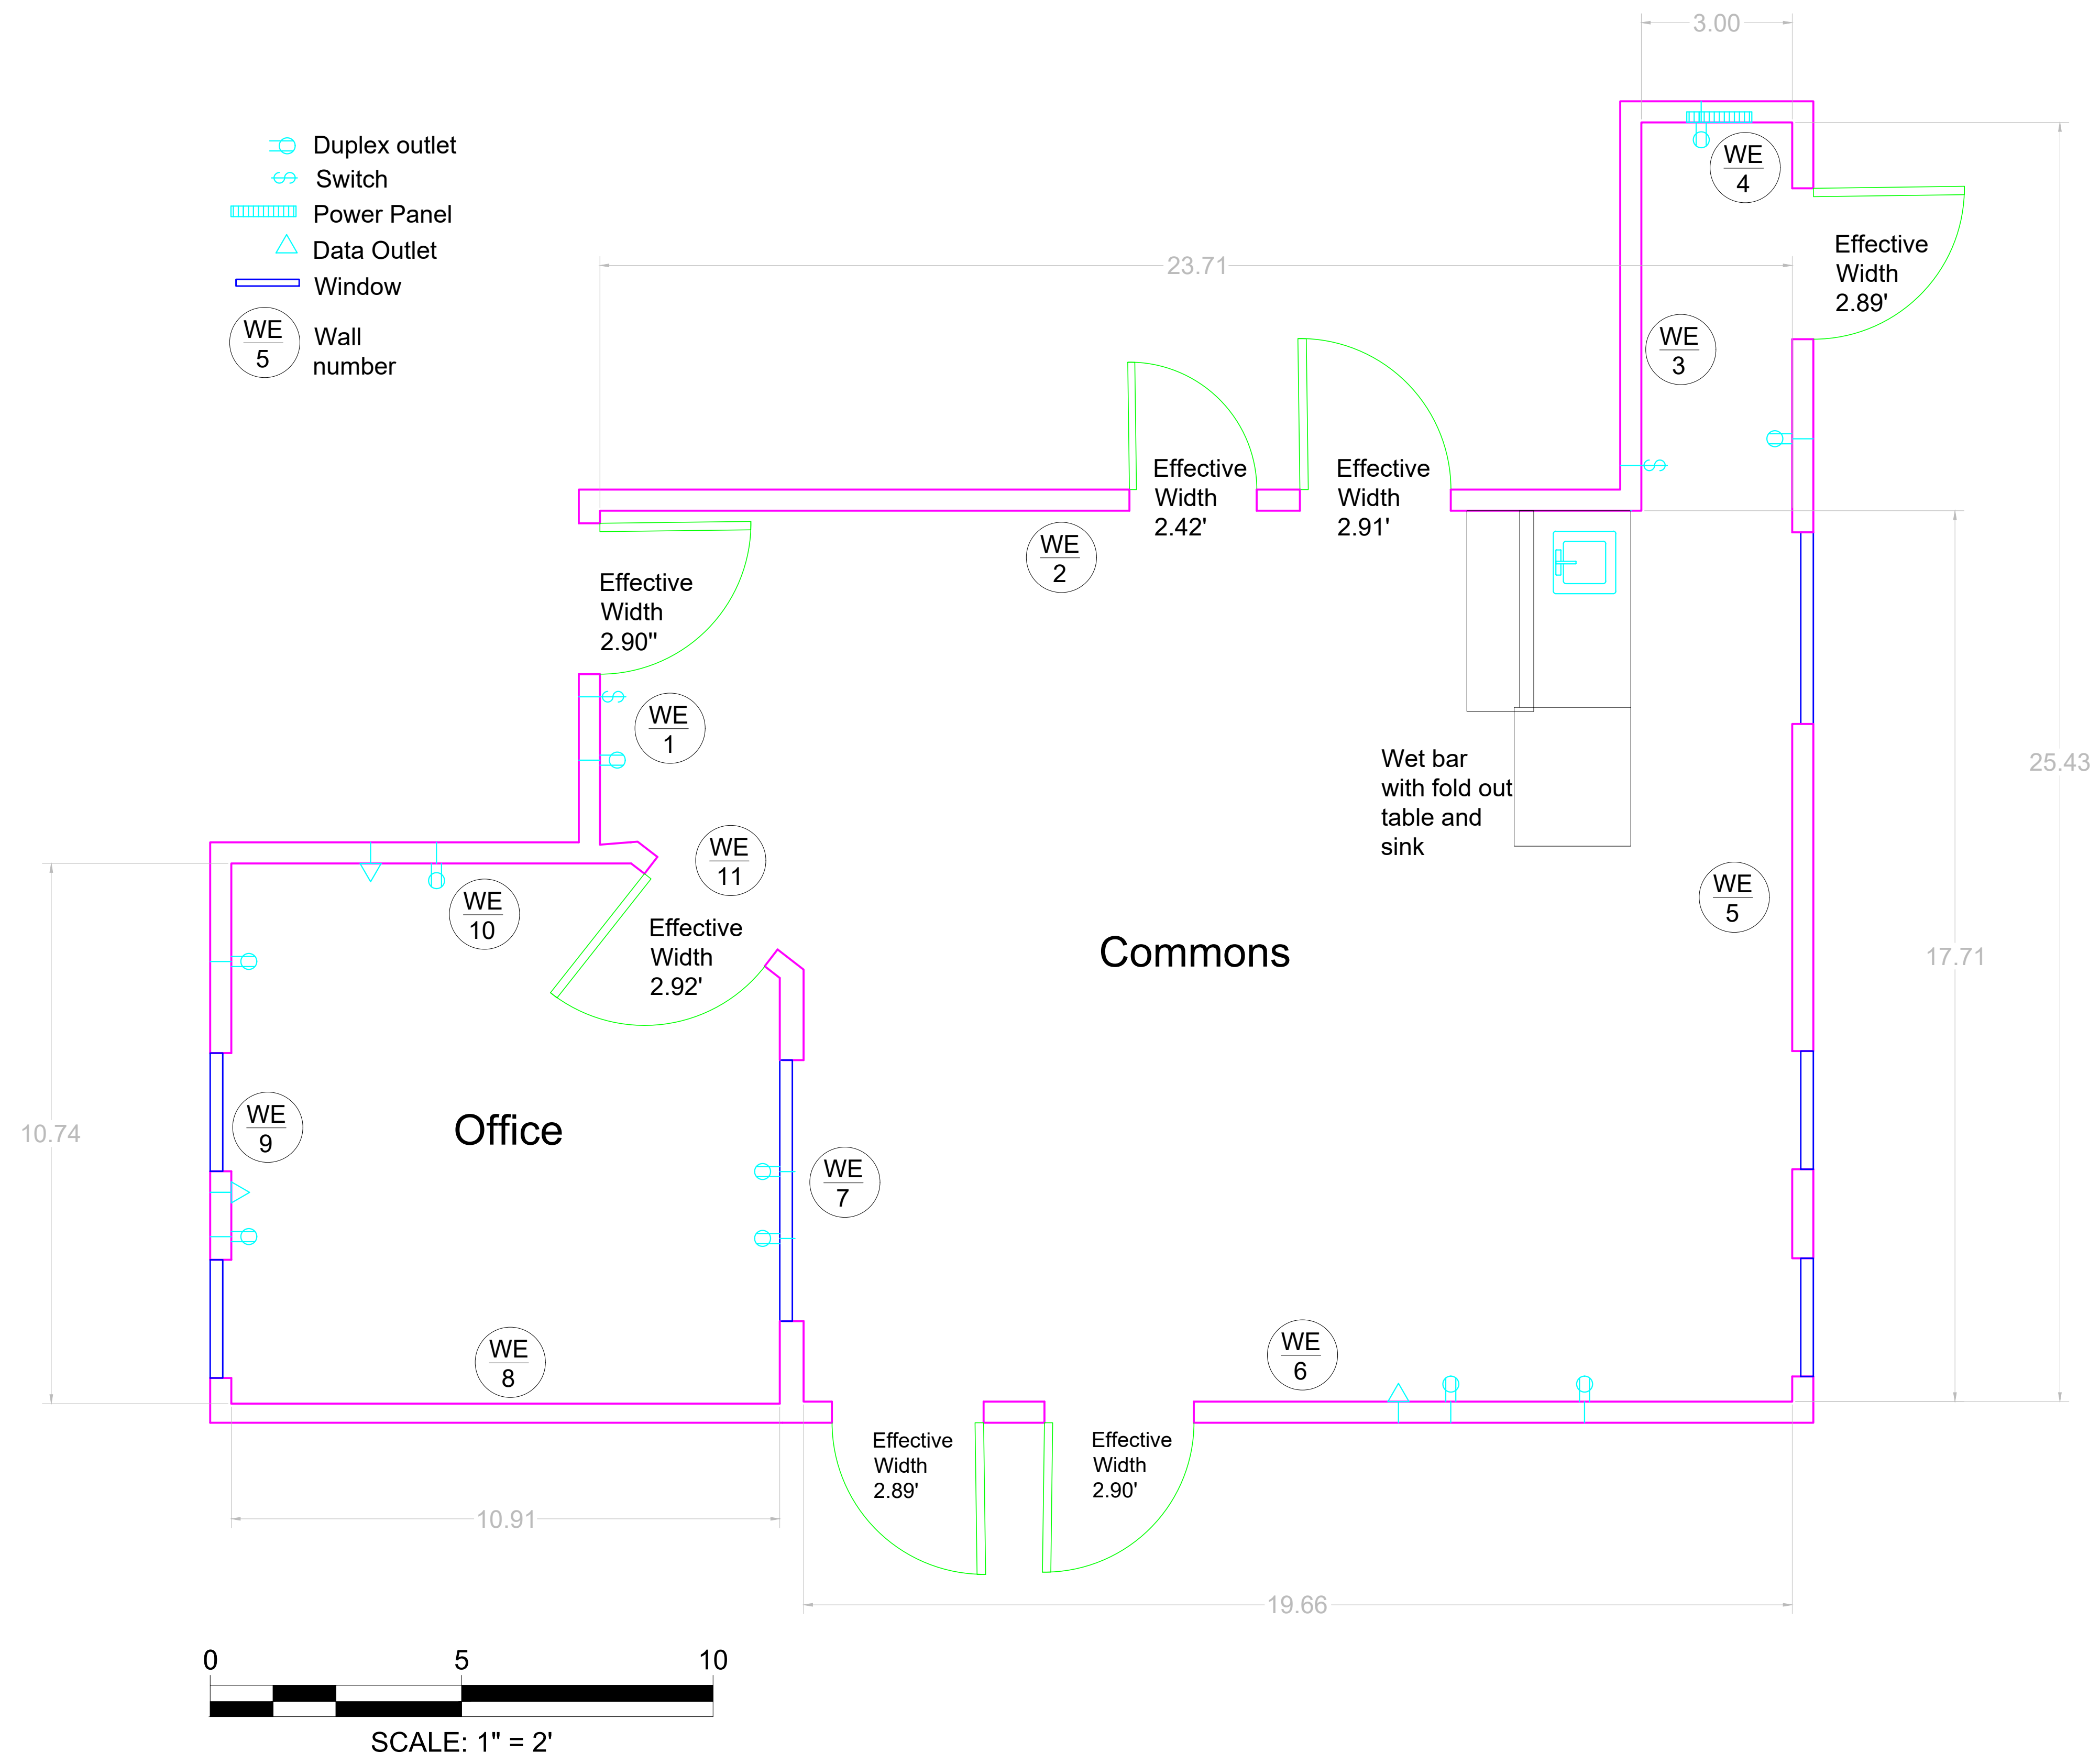 3.00
Duplex outlet
Switch
Power Panel
Data Outlet
Window
WE
5
Wall
number
23.71
WE
4
Effective
Width
2.89'
WE
3
Effective
Width
2.42'
Effective
Width
2.91'
WE
2
Effective
Width
2.90"
WE
1
Wet bar
with fold out
table and
sink
25.43
WE
11
WE
10
WE
5
Effective
Width
2.92'
Commons
17.71
10.74
Office
WE
9
WE
7
WE
8
WE
6
Effective
Width
2.89'
Effective
Width
2.90'
10.91
19.66
0 5 10
SCALE: 1" = 2'